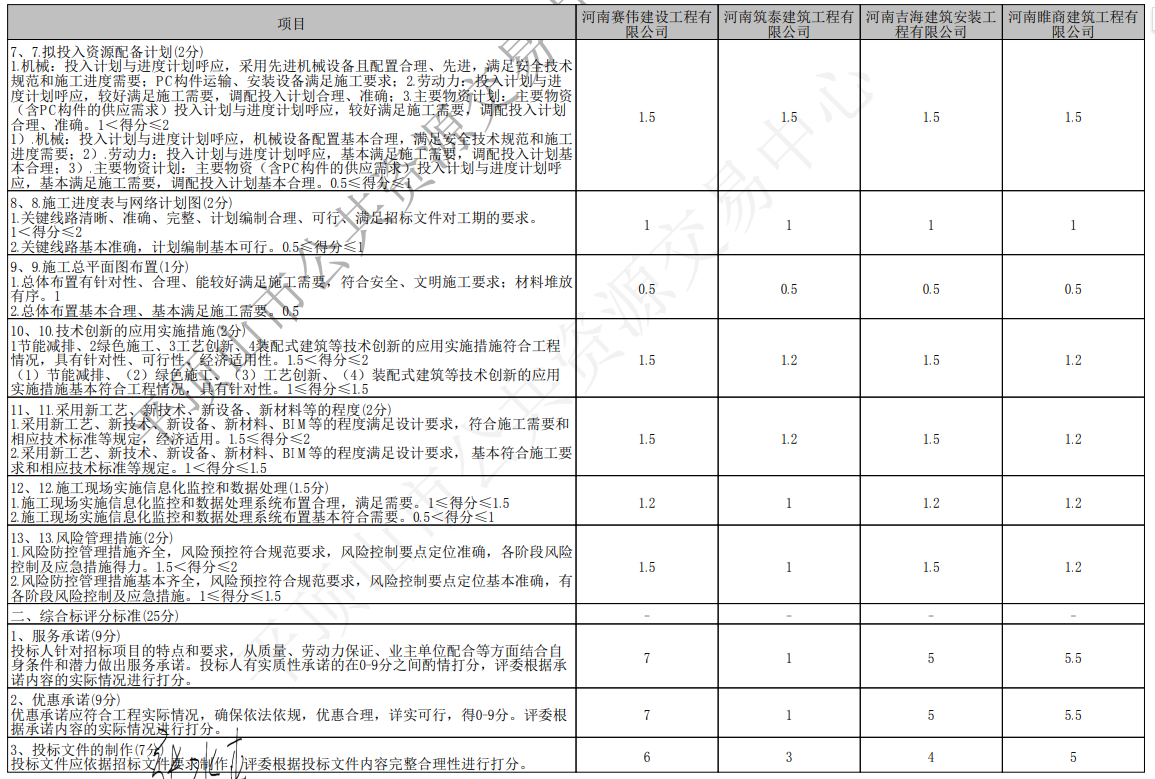 项目
河南赛伟建设工程有
限公司
河南筑泰建筑工程有
限公司
河南吉海建筑安装工
程有限公司
河南睢商建筑工程有
限公司
7、7.拟投入资源配备计划(2分)
1.机械：投入计划与进度计划呼应，采用先进机械设备且配置合理、先进，满足安全技术
规范和施工进度需要；PC构件运输、安装设备满足施工要求；2.劳动力：投入计划与进
度计划呼应，较好满足施工需要，调配投入计划合理、准确；3.主要物资计划：主要物资
（含PC构件的供应需求）投入计划与进度计划呼应，较好满足施工需要，调配投入计划
合理、准确。1＜得分≤2
1）.机械：投入计划与进度计划呼应，机械设备配置基本合理，满足安全技术规范和施工
进度需要；2）.劳动力：投入计划与进度计划呼应，基本满足施工需要，调配投入计划基
本合理；3）.主要物资计划：主要物资（含PC构件的供应需求）投入计划与进度计划呼
应，基本满足施工需要，调配投入计划基本合理。0.5≤得分≤1
1.5 1.5 1.5 1.5
8、8.施工进度表与网络计划图(2分)
1.关键线路清晰、准确、完整、计划编制合理、可行、满足招标文件对工期的要求。
1＜得分≤2
2.关键线路基本准确，计划编制基本可行。0.5≤得分≤1
1 1 1 1
9、9.施工总平面图布置(1分)
1.总体布置有针对性、合理、能较好满足施工需要，符合安全、文明施工要求；材料堆放
有序。1
2.总体布置基本合理、基本满足施工需要。0.5
0.5 0.5 0.5 0.5
10、10.技术创新的应用实施措施(2分)
1节能减排、2绿色施工、3工艺创新、4装配式建筑等技术创新的应用实施措施符合工程
情况，具有针对性、可行性、经济适用性。1.5＜得分≤2
（1）节能减排、（2）绿色施工、（3）工艺创新、（4）装配式建筑等技术创新的应用
实施措施基本符合工程情况，具有针对性。1≤得分≤1.5
1.5 1.2 1.5 1.2
11、11.采用新工艺、新技术、新设备、新材料等的程度(2分)
1.采用新工艺、新技术、新设备、新材料、BIM等的程度满足设计要求，符合施工需要和
相应技术标准等规定，经济适用。1.5≤得分≤2
2.采用新工艺、新技术、新设备、新材料、BIM等的程度满足设计要求， 基本符合施工要
求和相应技术标准等规定。1＜得分≤1.5
1.5 1.2 1.5 1.2
12、12.施工现场实施信息化监控和数据处理(1.5分)
1.施工现场实施信息化监控和数据处理系统布置合理，满足需要。1≤得分≤1.5
2.施工现场实施信息化监控和数据处理系统布置基本符合需要。0.5＜得分≤1
1.2 1 1.2 1.2
13、13.风险管理措施(2分)
1.风险防控管理措施齐全，风险预控符合规范要求，风险控制要点定位准确，各阶段风险
控制及应急措施得力。1.5＜得分≤2
2.风险防控管理措施基本齐全，风险预控符合规范要求，风险控制要点定位基本准确，有
各阶段风险控制及应急措施。1≤得分≤1.5
1.5 1 1.5 1.2
二、综合标评分标准(25分)
– – – –
1、服务承诺(9分)
投标人针对招标项目的特点和要求，从质量、劳动力保证、业主单位配合等方面结合自
身条件和潜力做出服务承诺。投标人有实质性承诺的在0-9分之间酌情打分，评委根据承
诺内容的实际情况进行打分。
7 1 5 5.5
2、优惠承诺(9分)
优惠承诺应符合工程实际情况，确保依法依规，优惠合理，详实可行，得0-9分。评委根
据承诺内容的实际情况进行打分。
7 1 5 5.5
3、投标文件的制作(7分)
投标文件应依据招标文件要求制作，评委根据投标文件内容完整合理性进行打分。
6 3 4 5
平顶山市公共资源交易
平顶山市公共资源交易中心